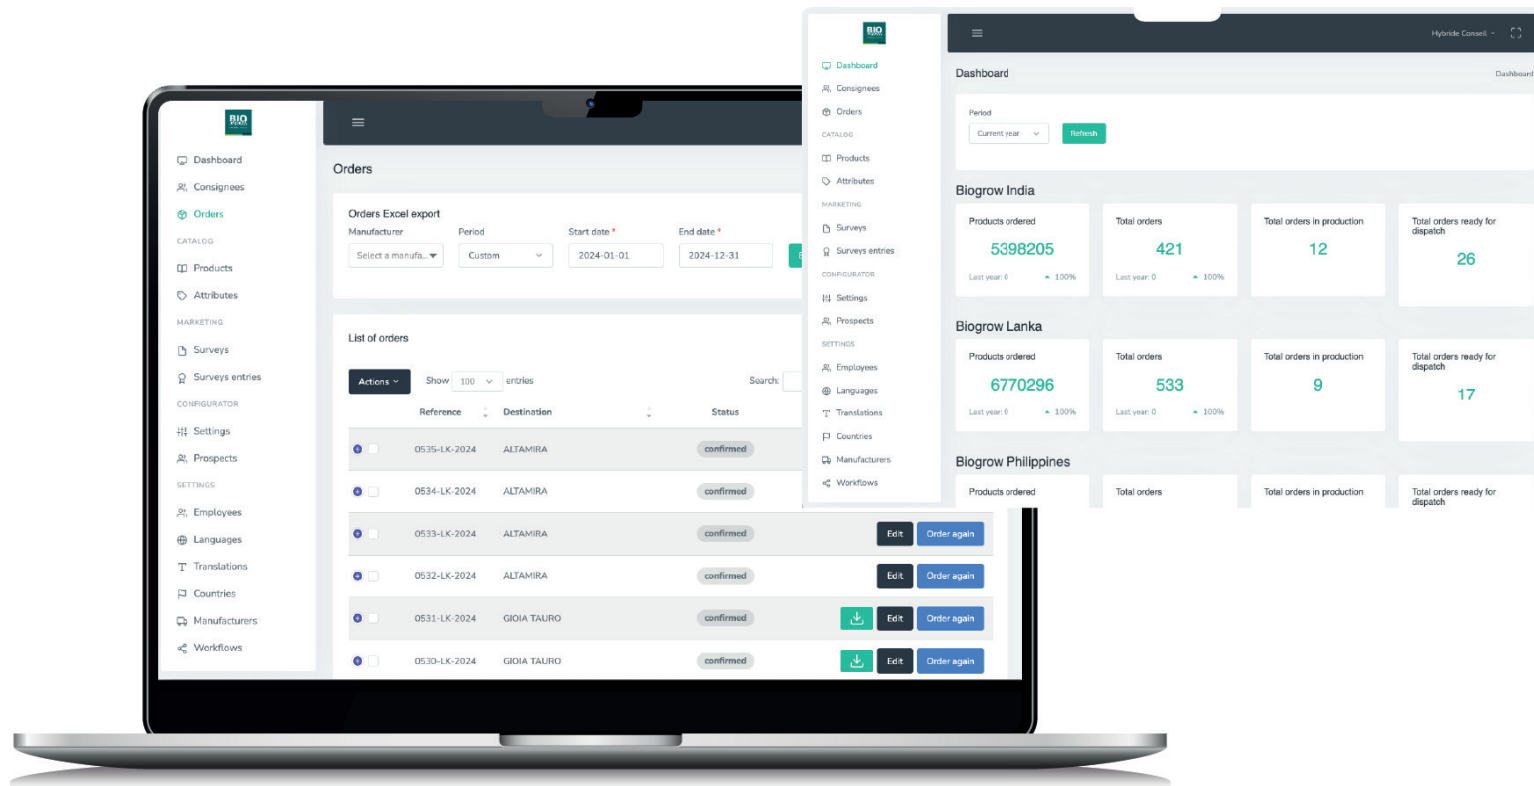 BIO
Dashboard
Consignees
Orders
CATALOG
Products
Attributes
MARKETING
Surveys
Surveys entries
CONFIGURATOR
Settings
Prospects
SETTINGS
Employees
Languages
Translations
Countries
Manufacturers
Workflows
Orders
Orders Excel export
Manufacturer Period Start date * End date *
Select a manufa... Custom 2024-01-01 2024-12-31
List of orders
Actions Show 100 entries Search:
Reference Destination Status
0535-LK-2024 ALTAMIRA confirmed
0534-LK-2024 ALTAMIRA confirmed
0533-LK-2024 ALTAMIRA confirmed Edit Order again
0532-LK-2024 ALTAMIRA confirmed Edit Order again
0531-LK-2024 GIOIA TAURO confirmed Edit Order again
0530-LK-2024 GIOIA TAURO confirmed Edit Order again
BIO
Dashboard
Consignees
Orders
CATALOG
Products
Attributes
MARKETING
Surveys
Surveys entries
CONFIGURATOR
Settings
Prospects
SETTINGS
Employees
Languages
Translations
Countries
Manufacturers
Workflows
Hybride Conseil
Dashboard Dashboard
Period
Current year Refresh
Biogrow India
Products ordered Total orders Total orders in production Total orders ready for
dispatch
5398205 421 12 26
Last year: 0 100% Last year: 0 100%
Biogrow Lanka
Products ordered Total orders Total orders in production Total orders ready for
dispatch
6770296 533 9 17
Last year: 0 100% Last year: 0 100%
Biogrow Philippines
Products ordered Total orders Total orders in production Total orders ready for
dispatch